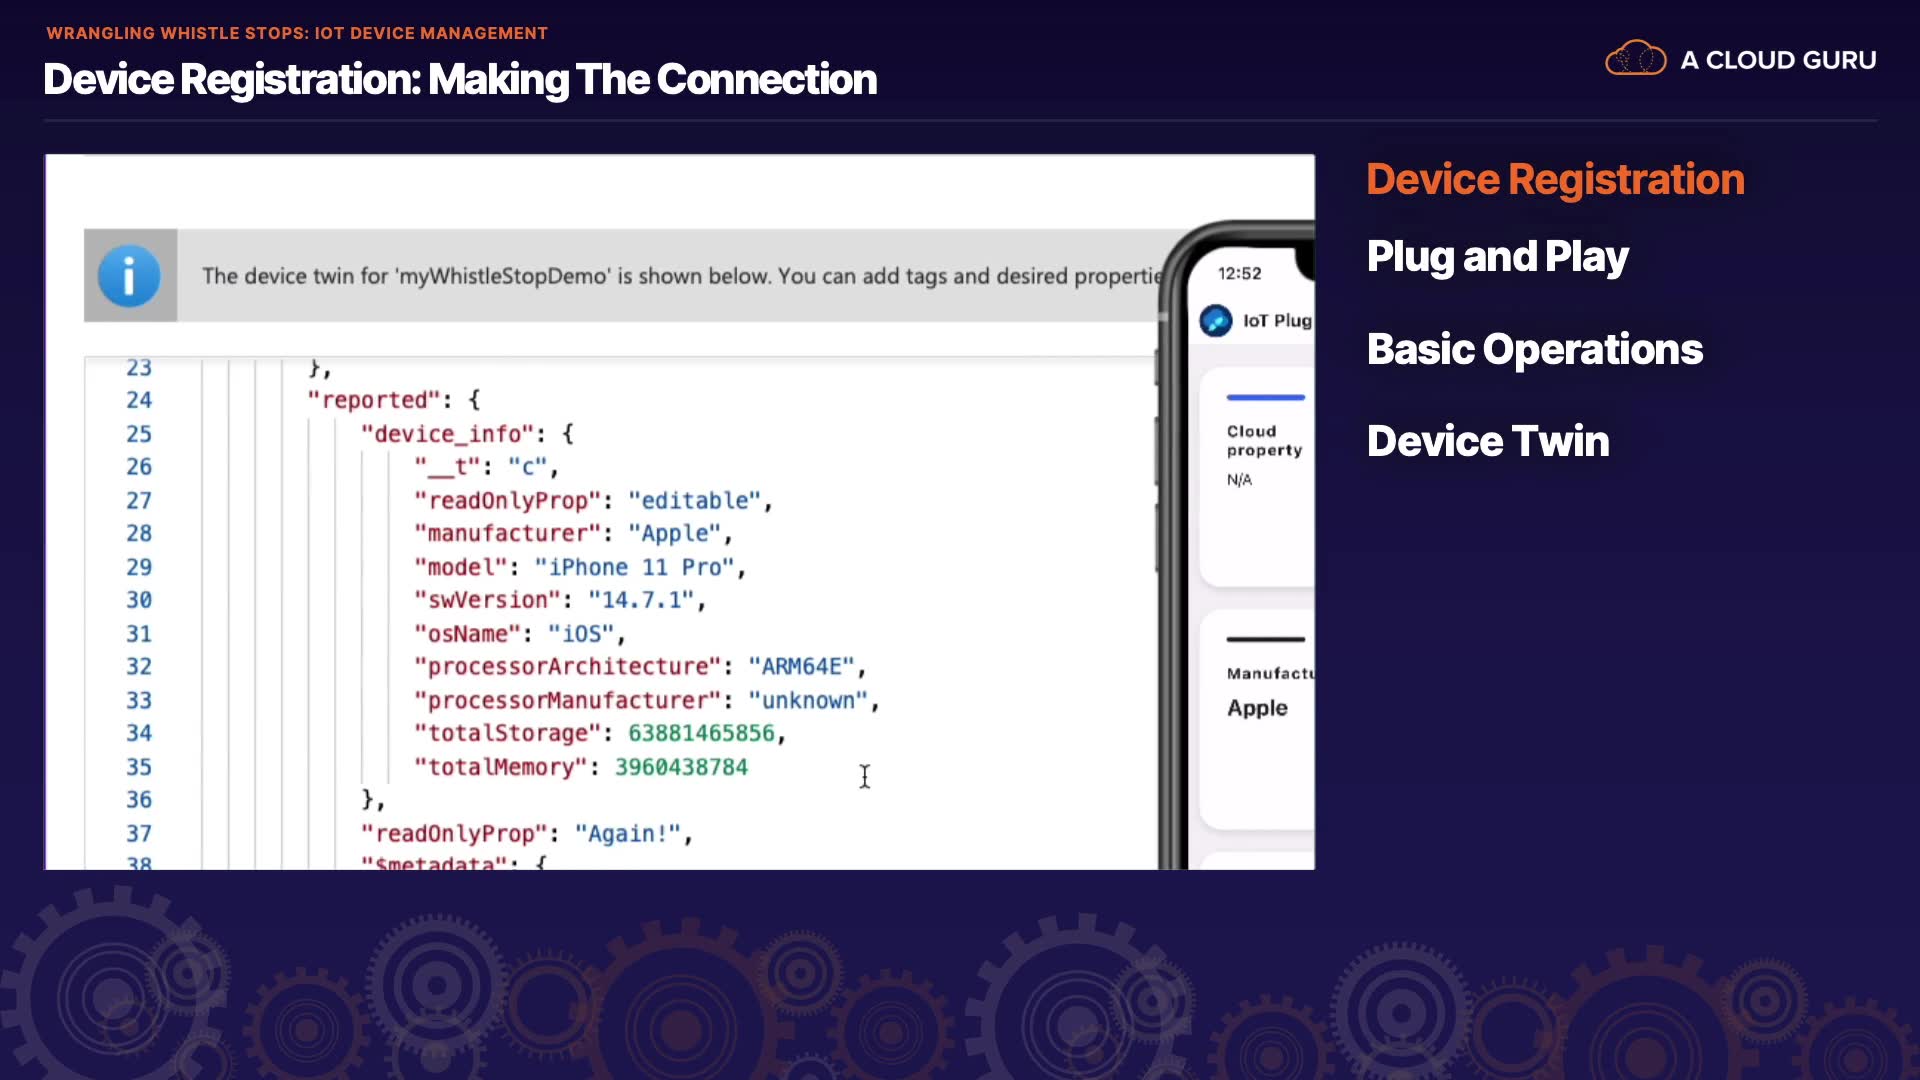 WRANGLING WHISTLE STOPS: IOT DEVICE MANAGEMENT
Device Registration: Making The Connection
A CLOUD GURU
The device twin for 'myWhistleStopDemo' is shown below. You can add tags and desired propertie
23 },
24 "reported": {
25 "device_info": {
26 "__t": "c",
27 "readOnlyProp": "editable",
28 "manufacturer": "Apple",
29 "model": "iPhone 11 Pro",
30 "swVersion": "14.7.1",
31 "osName": "iOS",
32 "processorArchitecture": "ARM64E",
33 "processorManufacturer": "unknown",
34 "totalStorage": 63881465856,
35 "totalMemory": 3960438784
36 },
37 "readOnlyProp": "Again!",
38 "$metadata": {
12:52
IoT Plug
Cloud
property
N/A
Manufactu
Apple
Device Registration
Plug and Play
Basic Operations
Device Twin